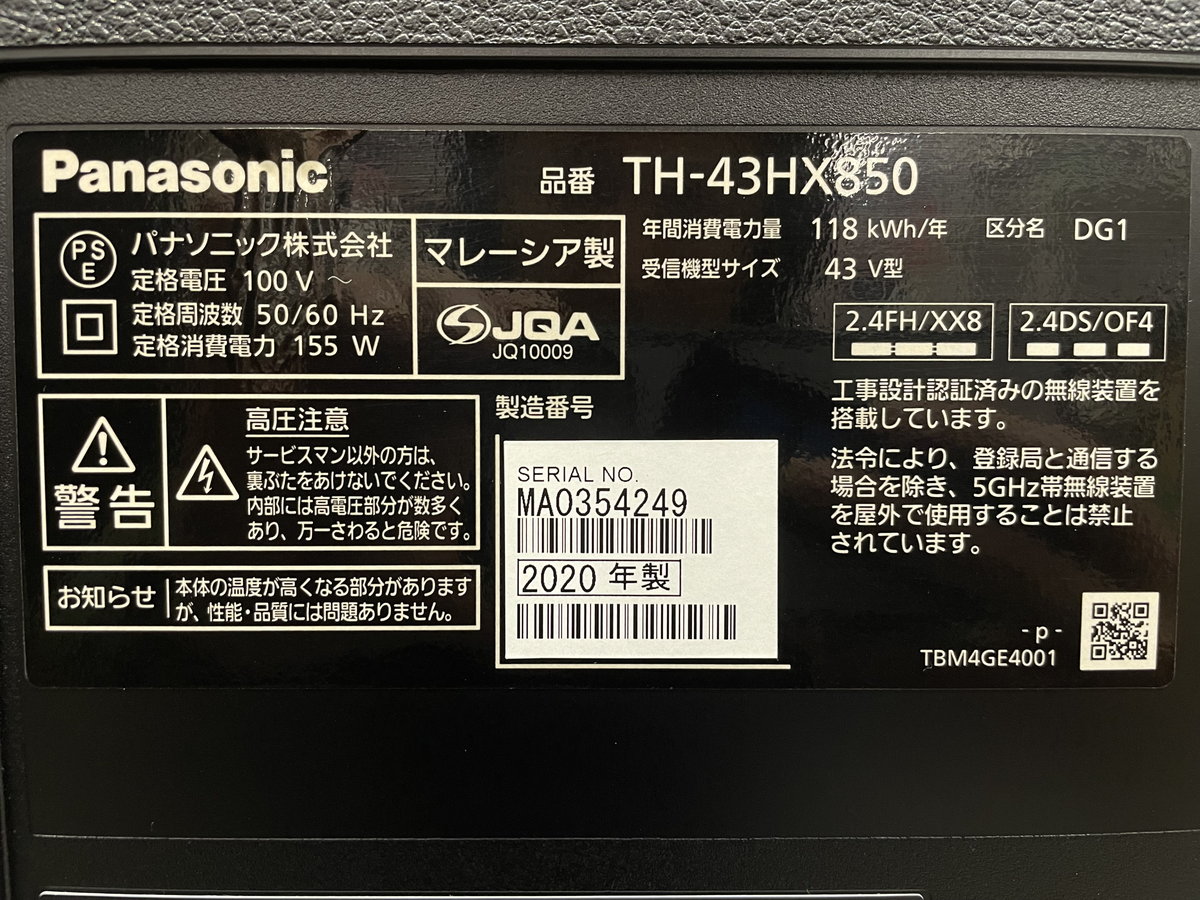 Panasonic
品番 TH-43HX850
PS
E
パナソニック株式会社
定格電圧 100 V ～
定格周波数 50/60 Hz
定格消費電力 155 W
マレーシア製
JQA
JQ10009
年間消費電力量 118 kWh/年 区分名 DG1
受信機型サイズ 43 V型
2.4FH/XX8
2.4DS/OF4
工事設計認証済みの無線装置を
搭載しています。
法令により、登録局と通信する
場合を除き、5GHz帯無線装置
を屋外で使用することは禁止
されています。
警告
高圧注意
サービスマン以外の方は、
裏ぶたをあけないでください。
内部には高電圧部分が数多く
あり、万一さわると危険です。
お知らせ
本体の温度が高くなる部分があります
が、性能・品質には問題ありません。
製造番号
SERIAL NO.
MA0354249
2020 年製
- p -
TBM4GE4001